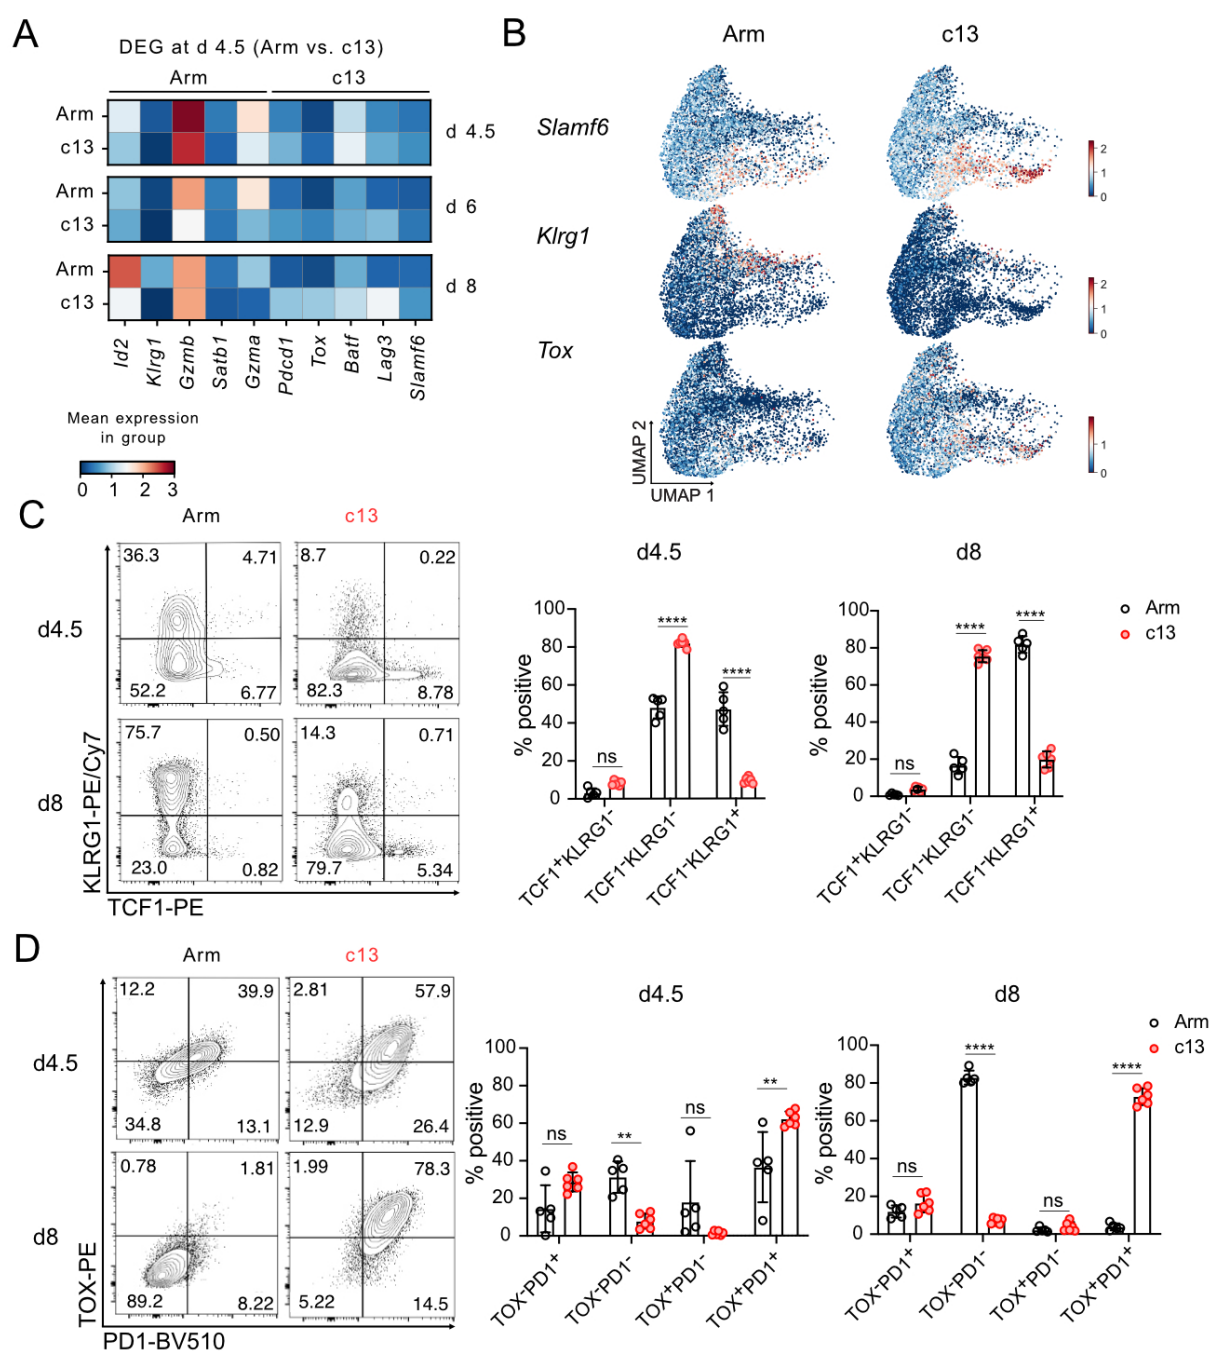 A
DEG at d 4.5 (Arm vs. c13)
Arm c13
Arm
c13
d 4.5
Arm
c13
d 6
Arm
c13
d 8
Id2 Klrg1 Gzmb Satb1 Gzma Pdcd1 Tox Batf Lag3 Slamf6
Mean expression
in group
0 1 2 3
B
Arm c13
Slamf6
2
1
0
Klrg1
2
1
0
Tox
1
0
UMAP 2
UMAP 1
C
Arm c13
d4.5
36.3 4.71
52.2 6.77
8.7 0.22
82.3 8.78
d8
75.7 0.50
23.0 0.82
14.3 0.71
79.7 5.34
KLRG1-PE/Cy7
TCF1-PE
d4.5
% positive
100
80
60
40
20
0
ns **** ****
TCF1+KLRG1- TCF1-KLRG1- TCF1-KLRG1+
d8
% positive
100
80
60
40
20
0
ns **** ****
TCF1+KLRG1- TCF1-KLRG1- TCF1-KLRG1+
Arm
c13
D
Arm c13
d4.5
12.2 39.9
34.8 13.1
2.81 57.9
12.9 26.4
d8
0.78 1.81
89.2 8.22
1.99 78.3
5.22 14.5
TOX-PE
PD1-BV510
d4.5
% positive
100
80
60
40
20
0
ns ** ns **
TOX-PD1+ TOX-PD1- TOX+PD1- TOX+PD1+
d8
% positive
100
80
60
40
20
0
ns **** ns ****
TOX-PD1+ TOX-PD1- TOX+PD1- TOX+PD1+
Arm
c13